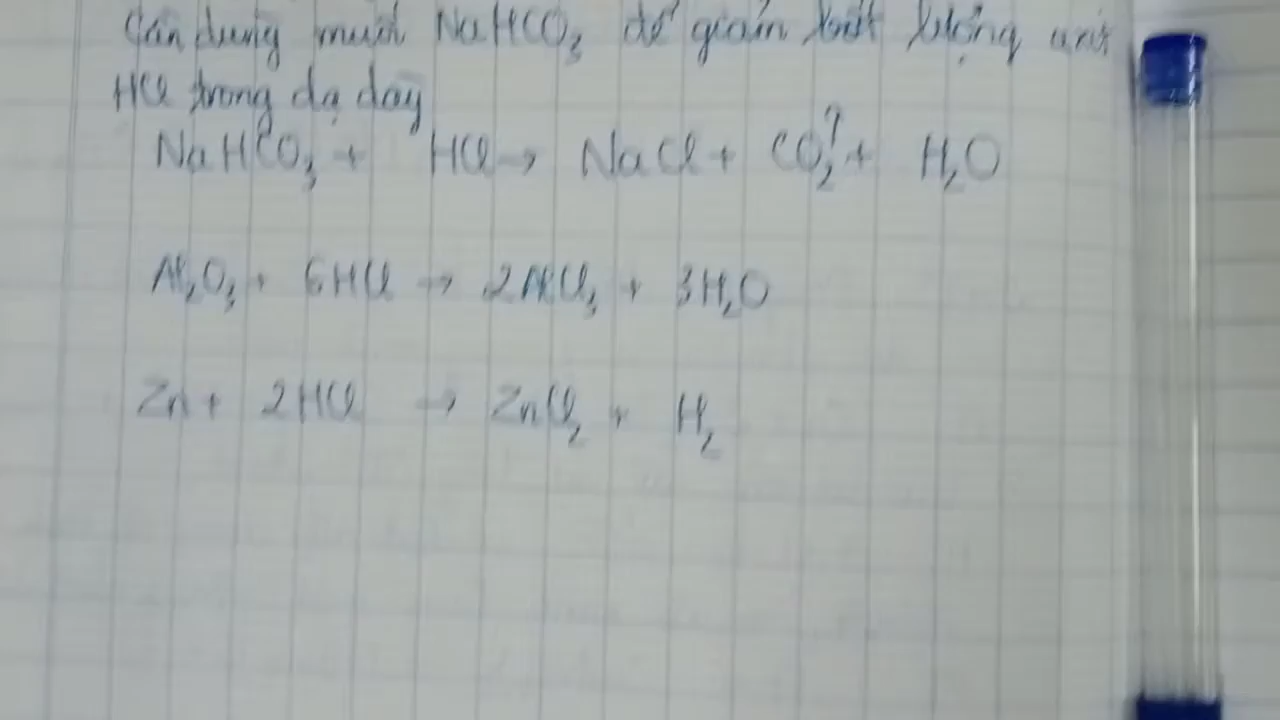 Cần dùng muối NaHCO₃ để giảm bớt lượng axit
HCl trong dạ dày
NaHCO₃ + HCl → NaCl + CO₂↑ + H₂O
Al₂O₃ + 6HCl → 2AlCl₃ + 3H₂O
Zn + 2HCl → ZnCl₂ + H₂